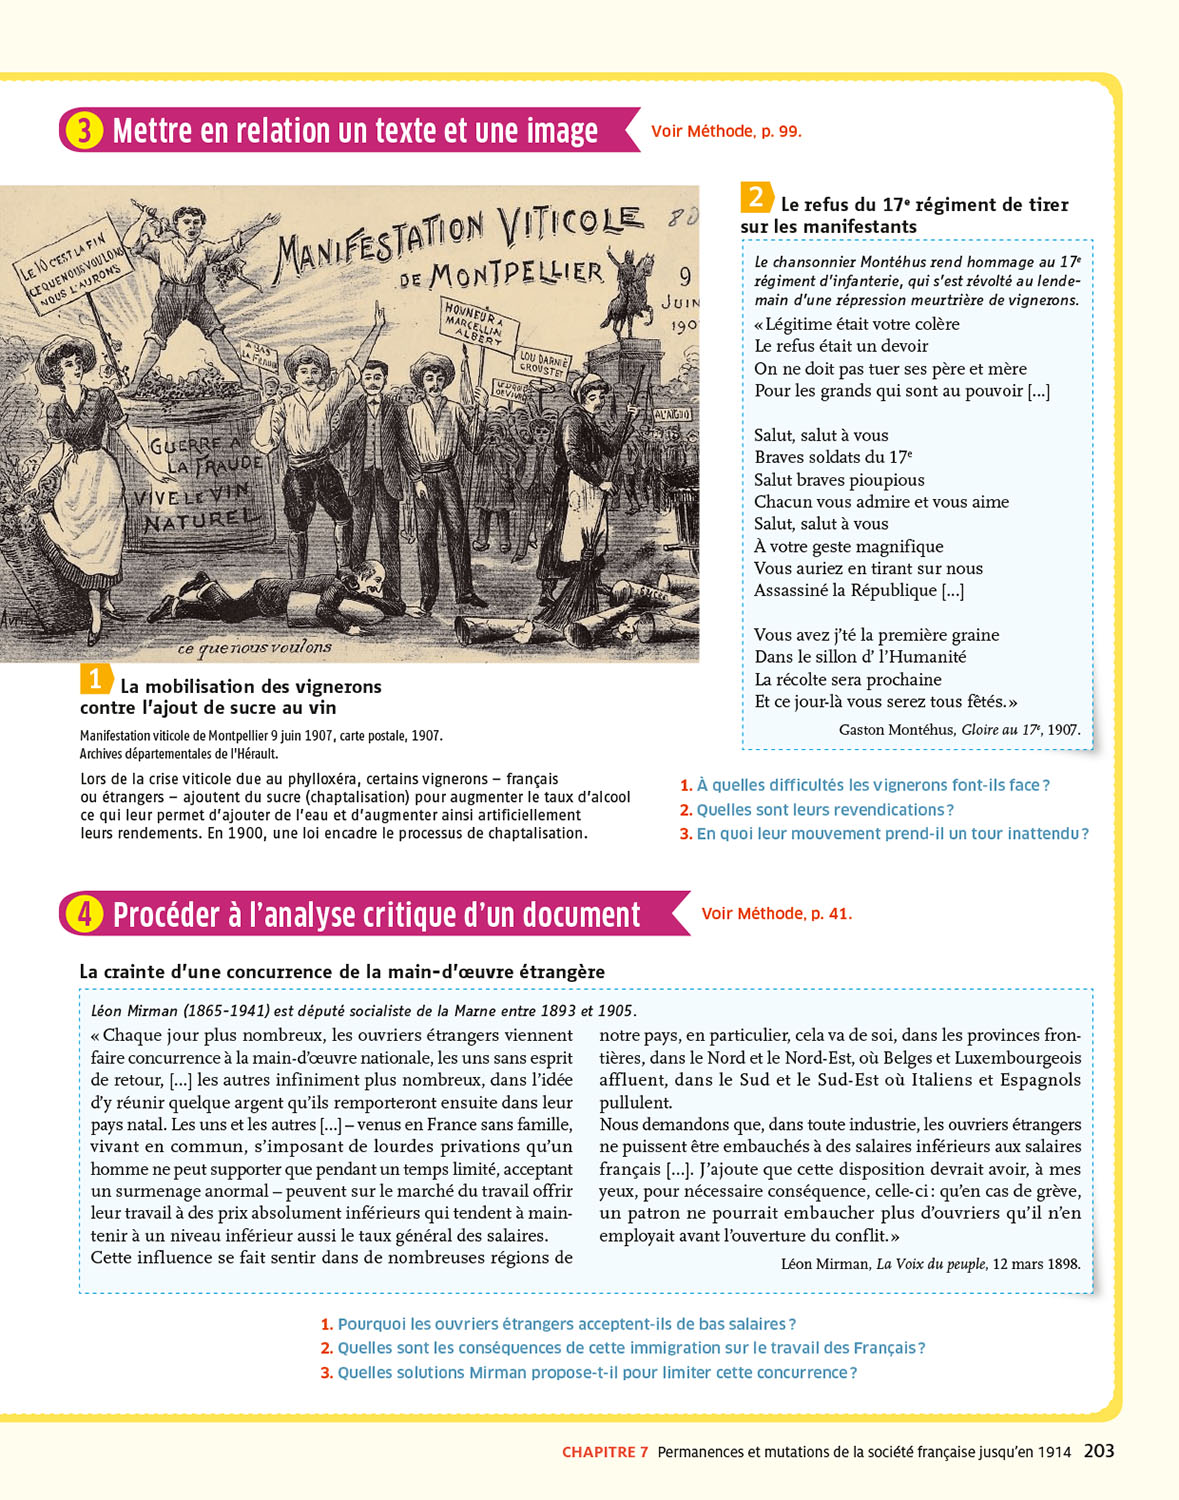 3 Mettre en relation un texte et une image
Voir Méthode, p. 99.
LE 10 C'EST LA FIN
CE QUE NOUS VOULONS
NOUS L'AURONS
MANIFESTATION VITICOLE
DE MONTPELLIER
80
9
JUIN
190
A BAS
LA FRAUDE
HONNEUR A
MARCELLIN
ALBERT
LOU DARNIÈ
CROUSTET
GUERRE A
LA FRAUDE
VIVE LE VIN
NATUREL
ce que nous voulons
1 La mobilisation des vignerons
contre l'ajout de sucre au vin
Manifestation viticole de Montpellier 9 juin 1907, carte postale, 1907.
Archives départementales de l'Hérault.
Lors de la crise viticole due au phylloxéra, certains vignerons – français
ou étrangers – ajoutent du sucre (chaptalisation) pour augmenter le taux d'alcool
ce qui leur permet d'ajouter de l'eau et d'augmenter ainsi artificiellement
leurs rendements. En 1900, une loi encadre le processus de chaptalisation.
2 Le refus du 17e régiment de tirer
sur les manifestants
Le chansonnier Montéhus rend hommage au 17e
régiment d'infanterie, qui s'est révolté au lende-
main d'une répression meurtrière de vignerons.
« Légitime était votre colère
Le refus était un devoir
On ne doit pas tuer ses père et mère
Pour les grands qui sont au pouvoir [...]
Salut, salut à vous
Braves soldats du 17e
Salut braves pioupious
Chacun vous admire et vous aime
Salut, salut à vous
À votre geste magnifique
Vous auriez en tirant sur nous
Assassiné la République [...]
Vous avez j'té la première graine
Dans le sillon d' l'Humanité
La récolte sera prochaine
Et ce jour-là vous serez tous fêtés. »
Gaston Montéhus, Gloire au 17e, 1907.
1. À quelles difficultés les vignerons font-ils face ?
2. Quelles sont leurs revendications ?
3. En quoi leur mouvement prend-il un tour inattendu ?
4 Procéder à l'analyse critique d'un document
Voir Méthode, p. 41.
La crainte d'une concurrence de la main-d'œuvre étrangère
Léon Mirman (1865-1941) est député socialiste de la Marne entre 1893 et 1905.
« Chaque jour plus nombreux, les ouvriers étrangers viennent
faire concurrence à la main-d'œuvre nationale, les uns sans esprit
de retour, [...] les autres infiniment plus nombreux, dans l'idée
d'y réunir quelque argent qu'ils remporteront ensuite dans leur
pays natal. Les uns et les autres [...] – venus en France sans famille,
vivant en commun, s'imposant de lourdes privations qu'un
homme ne peut supporter que pendant un temps limité, acceptant
un surmenage anormal – peuvent sur le marché du travail offrir
leur travail à des prix absolument inférieurs qui tendent à main-
tenir à un niveau inférieur aussi le taux général des salaires.
Cette influence se fait sentir dans de nombreuses régions de
notre pays, en particulier, cela va de soi, dans les provinces fron-
tières, dans le Nord et le Nord-Est, où Belges et Luxembourgeois
affluent, dans le Sud et le Sud-Est où Italiens et Espagnols
pullulent.
Nous demandons que, dans toute industrie, les ouvriers étrangers
ne puissent être embauchés à des salaires inférieurs aux salaires
français [...]. J'ajoute que cette disposition devrait avoir, à mes
yeux, pour nécessaire conséquence, celle-ci : qu'en cas de grève,
un patron ne pourrait embaucher plus d'ouvriers qu'il n'en
employait avant l'ouverture du conflit. »
Léon Mirman, La Voix du peuple, 12 mars 1898.
1. Pourquoi les ouvriers étrangers acceptent-ils de bas salaires ?
2. Quelles sont les conséquences de cette immigration sur le travail des Français ?
3. Quelles solutions Mirman propose-t-il pour limiter cette concurrence ?
CHAPITRE 7 Permanences et mutations de la société française jusqu'en 1914 203